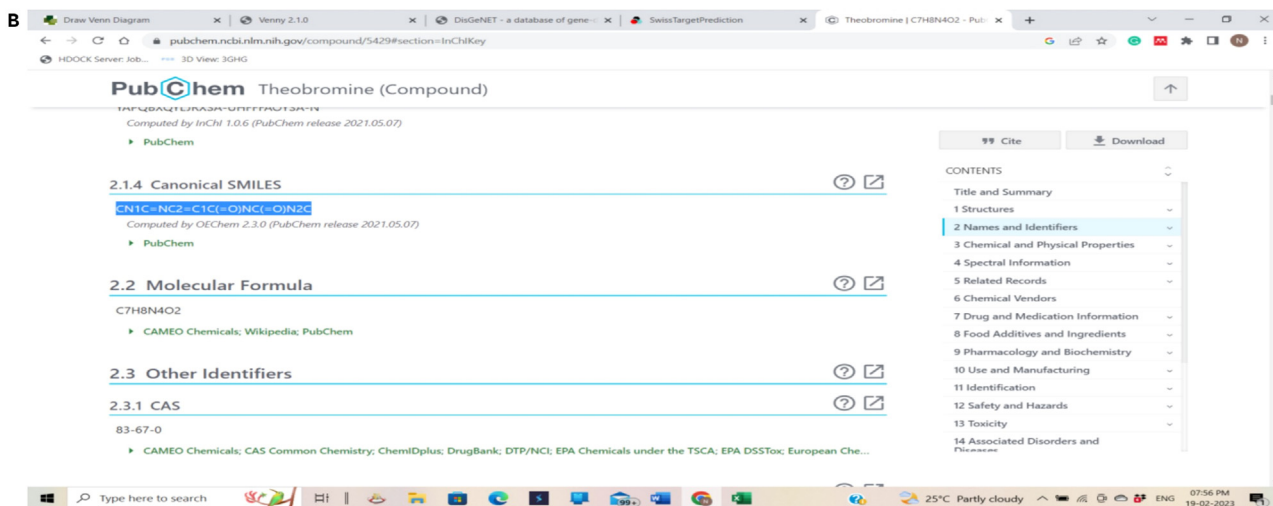 B
Draw Venn Diagram
Venny 2.1.0
DisGeNET - a database of gene-
SwissTargetPrediction
Theobromine | C7H8N4O2 - Pub
pubchem.ncbi.nlm.nih.gov/compound/5429#section=InChIKey
HDOCK Server: Job...
3D View: 3GHG
PubChem Theobromine (Compound)
Computed by InChI 1.0.6 (PubChem release 2021.05.07)
PubChem
2.1.4 Canonical SMILES
CN1C=NC2=C1C(=O)NC(=O)N2C
Computed by OEChem 2.3.0 (PubChem release 2021.05.07)
PubChem
2.2 Molecular Formula
C7H8N4O2
CAMEO Chemicals; Wikipedia; PubChem
2.3 Other Identifiers
2.3.1 CAS
83-67-0
CAMEO Chemicals; CAS Common Chemistry; ChemIDplus; DrugBank; DTP/NCI; EPA Chemicals under the TSCA; EPA DSSTox; European Che...
Cite
Download
CONTENTS
Title and Summary
1 Structures
2 Names and Identifiers
3 Chemical and Physical Properties
4 Spectral Information
5 Related Records
6 Chemical Vendors
7 Drug and Medication Information
8 Food Additives and Ingredients
9 Pharmacology and Biochemistry
10 Use and Manufacturing
11 Identification
12 Safety and Hazards
13 Toxicity
14 Associated Disorders and
Diseases
Type here to search
99+
25°C Partly cloudy
ENG
07:56 PM
19-02-2023